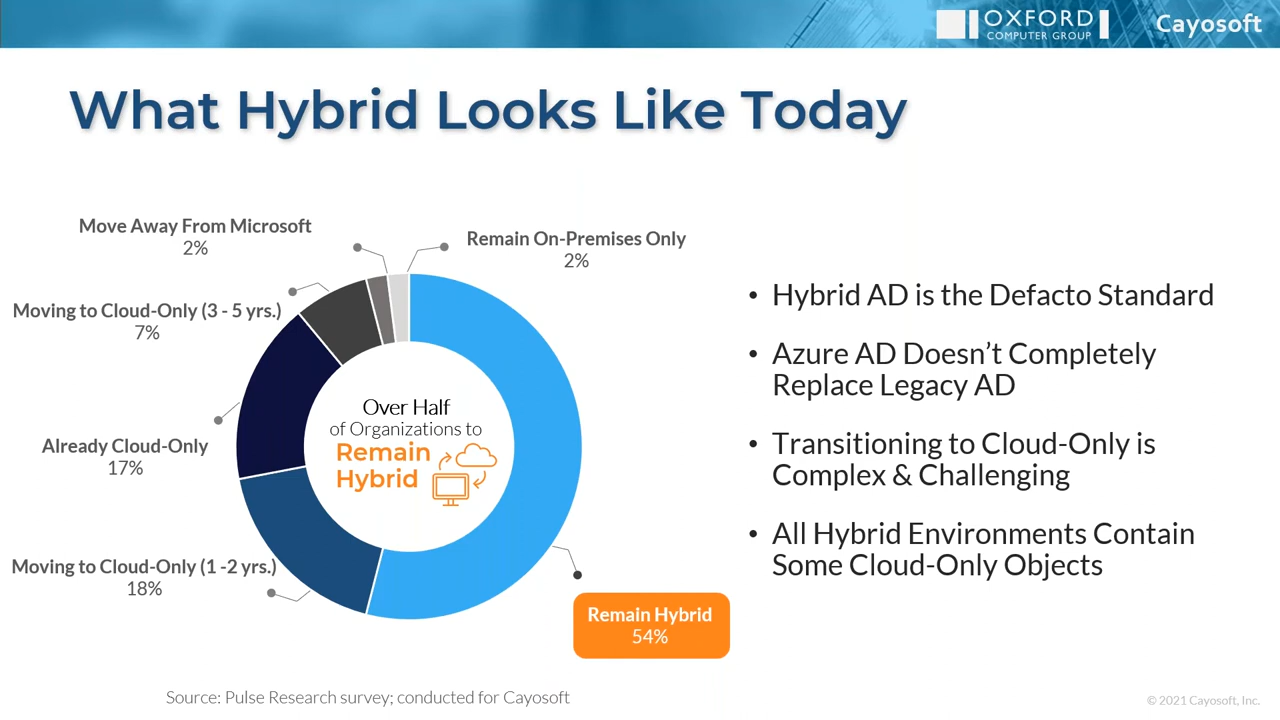 OXFORD
COMPUTER GROUP
Cayosoft
What Hybrid Looks Like Today
Move Away From Microsoft
2%
Remain On-Premises Only
2%
Moving to Cloud-Only (3 - 5 yrs.)
7%
Already Cloud-Only
17%
Moving to Cloud-Only (1 -2 yrs.)
18%
Over Half
of Organizations to
Remain
Hybrid
Remain Hybrid
54%
• Hybrid AD is the Defacto Standard
• Azure AD Doesn’t Completely
Replace Legacy AD
• Transitioning to Cloud-Only is
Complex & Challenging
• All Hybrid Environments Contain
Some Cloud-Only Objects
Source: Pulse Research survey; conducted for Cayosoft
© 2021 Cayosoft, Inc.